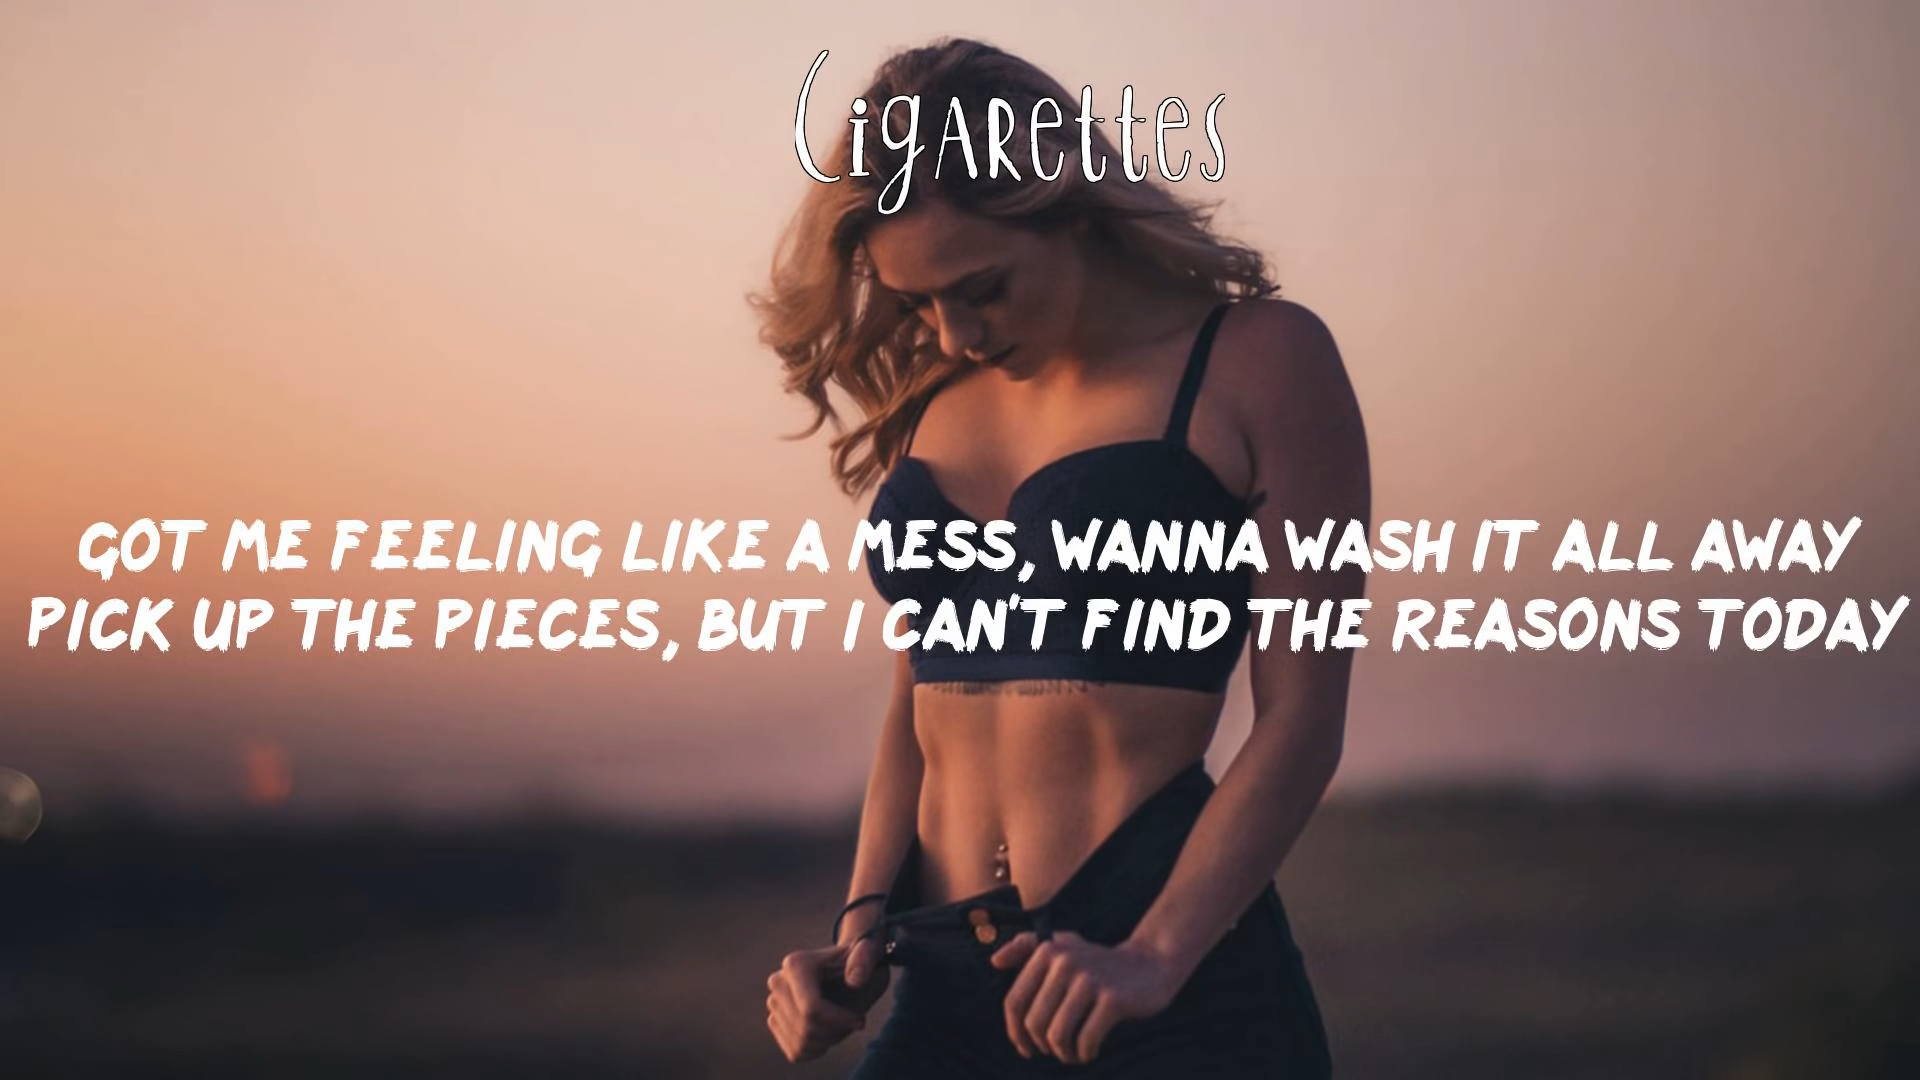 Cigarettes
GOT ME FEELING LIKE A MESS, WANNA WASH IT ALL AWAY
PICK UP THE PIECES, BUT I CAN'T FIND THE REASONS TODAY